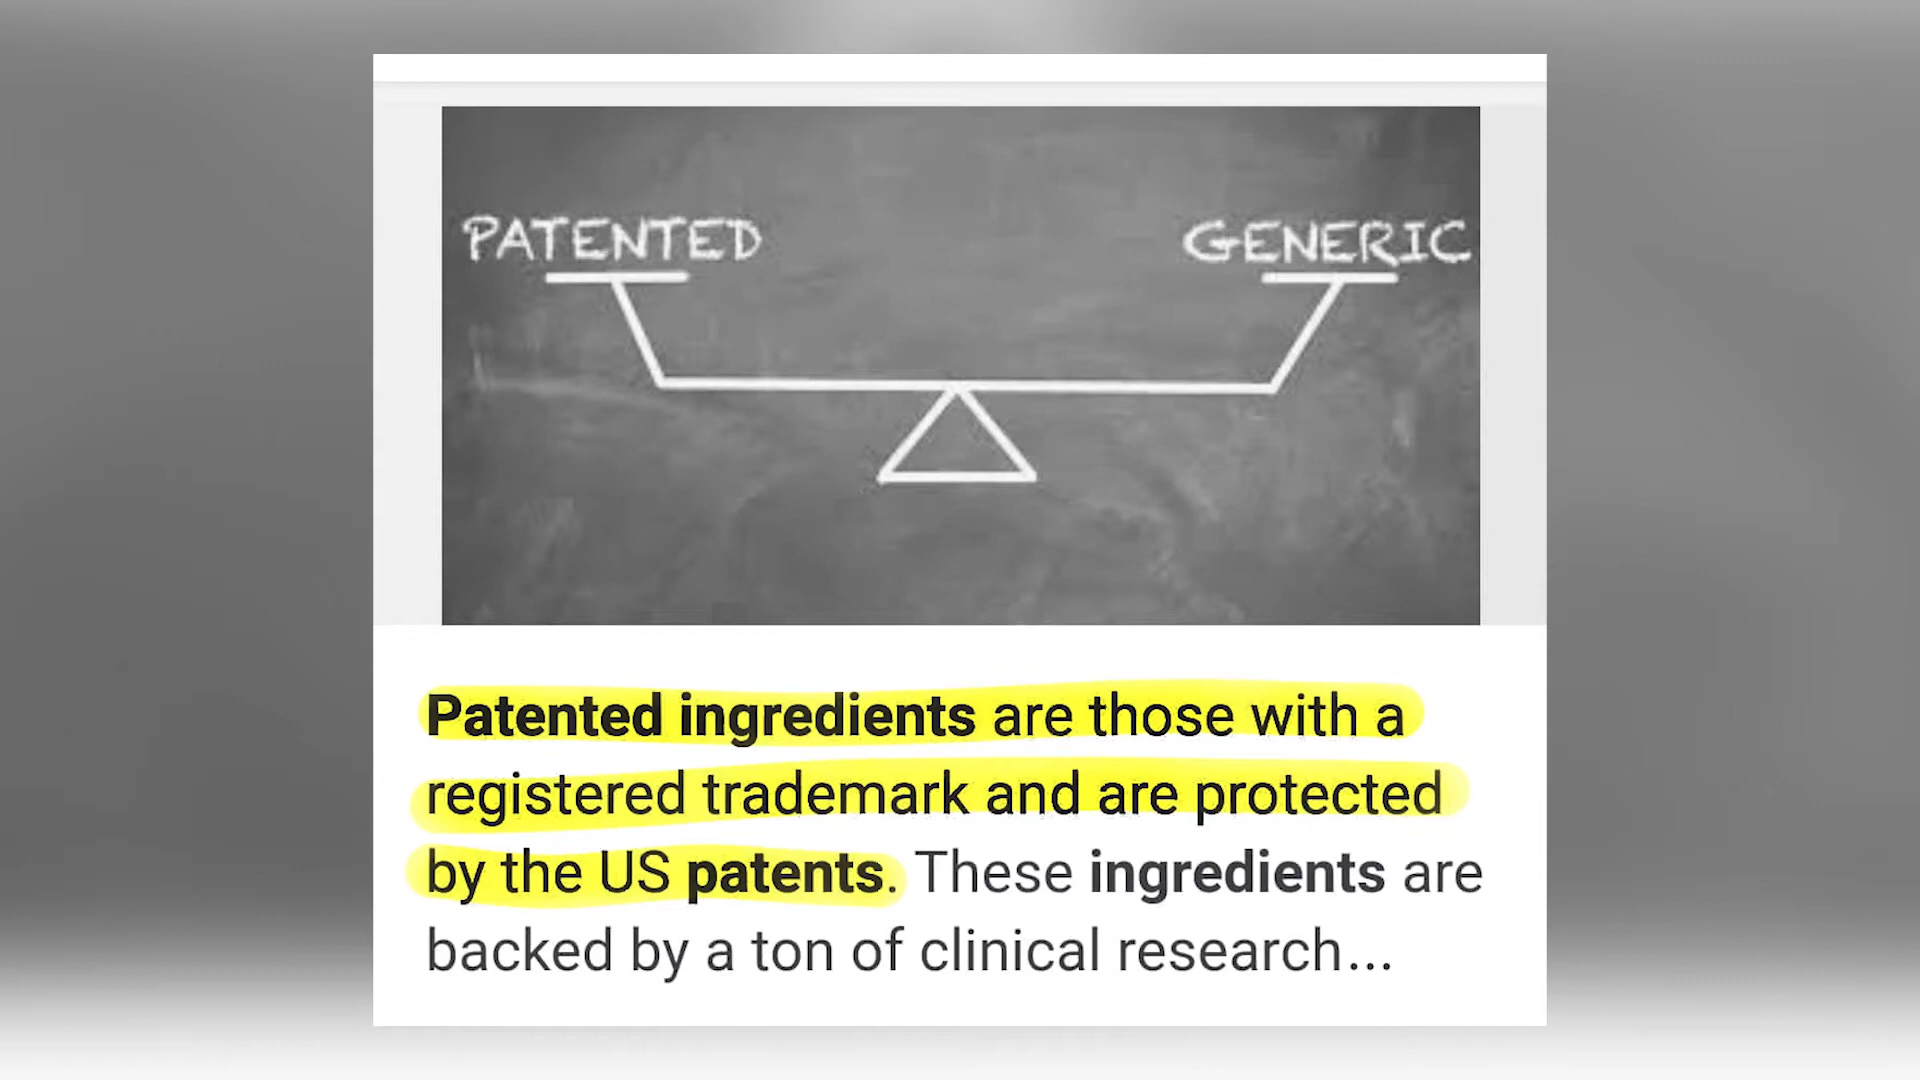 PATENTED GENERIC
Patented ingredients are those with a
registered trademark and are protected
by the US patents. These ingredients are
backed by a ton of clinical research...